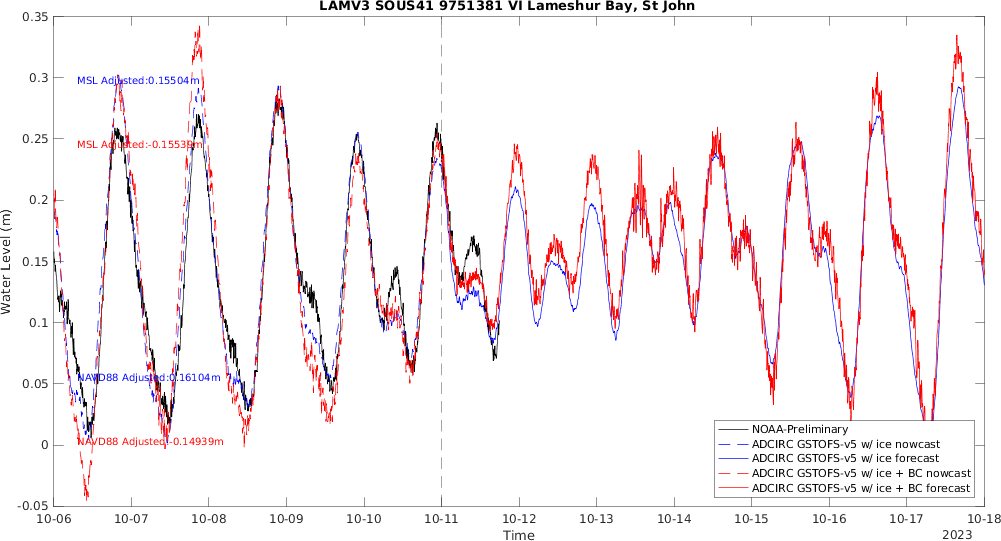 LAMV3 SOUS41 9751381 VI Lameshur Bay, St John
0.35
0.3
0.25
0.2
0.15
0.1
0.05
0
-0.05
Water Level (m)
MSL Adjusted:0.15504m
MSL Adjusted:-0.15539m
NAVD88 Adjusted:0.16104m
NAVD88 Adjusted:-0.14939m
NOAA-Preliminary
ADCIRC GSTOFS-v5 w/ ice nowcast
ADCIRC GSTOFS-v5 w/ ice forecast
ADCIRC GSTOFS-v5 w/ ice + BC nowcast
ADCIRC GSTOFS-v5 w/ ice + BC forecast
10-06 10-07 10-08 10-09 10-10 10-11 10-12 10-13 10-14 10-15 10-16 10-17 10-18
Time
2023